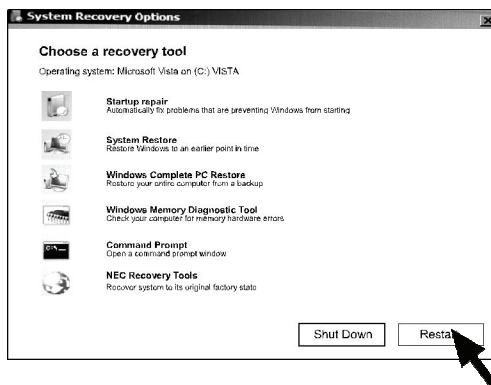 System Recovery Options
Choose a recovery tool
Operating system: Microsoft Vista on (C:) VISTA
Startup repair
Automatically fix problems that are preventing Windows from starting
System Restore
Restore Windows to an earlier point in time
Windows Complete PC Restore
Restore your entire computer from a backup
Windows Memory Diagnostic Tool
Check your computer for memory hardware errors
Command Prompt
Open a command prompt window
NEC Recovery Tools
Recover system to its original factory state
Shut Down